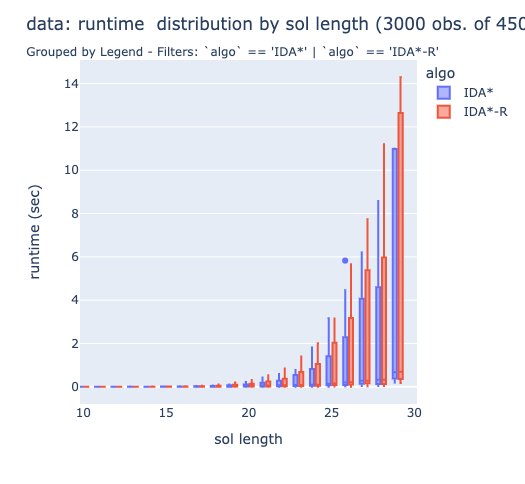 data: runtime distribution by sol length (3000 obs. of 450
Grouped by Legend - Filters: `algo` == 'IDA*' | `algo` == 'IDA*-R'
algo
IDA*
IDA*-R
runtime (sec)
14
12
10
8
6
4
2
0
10
15
20
25
30
sol length